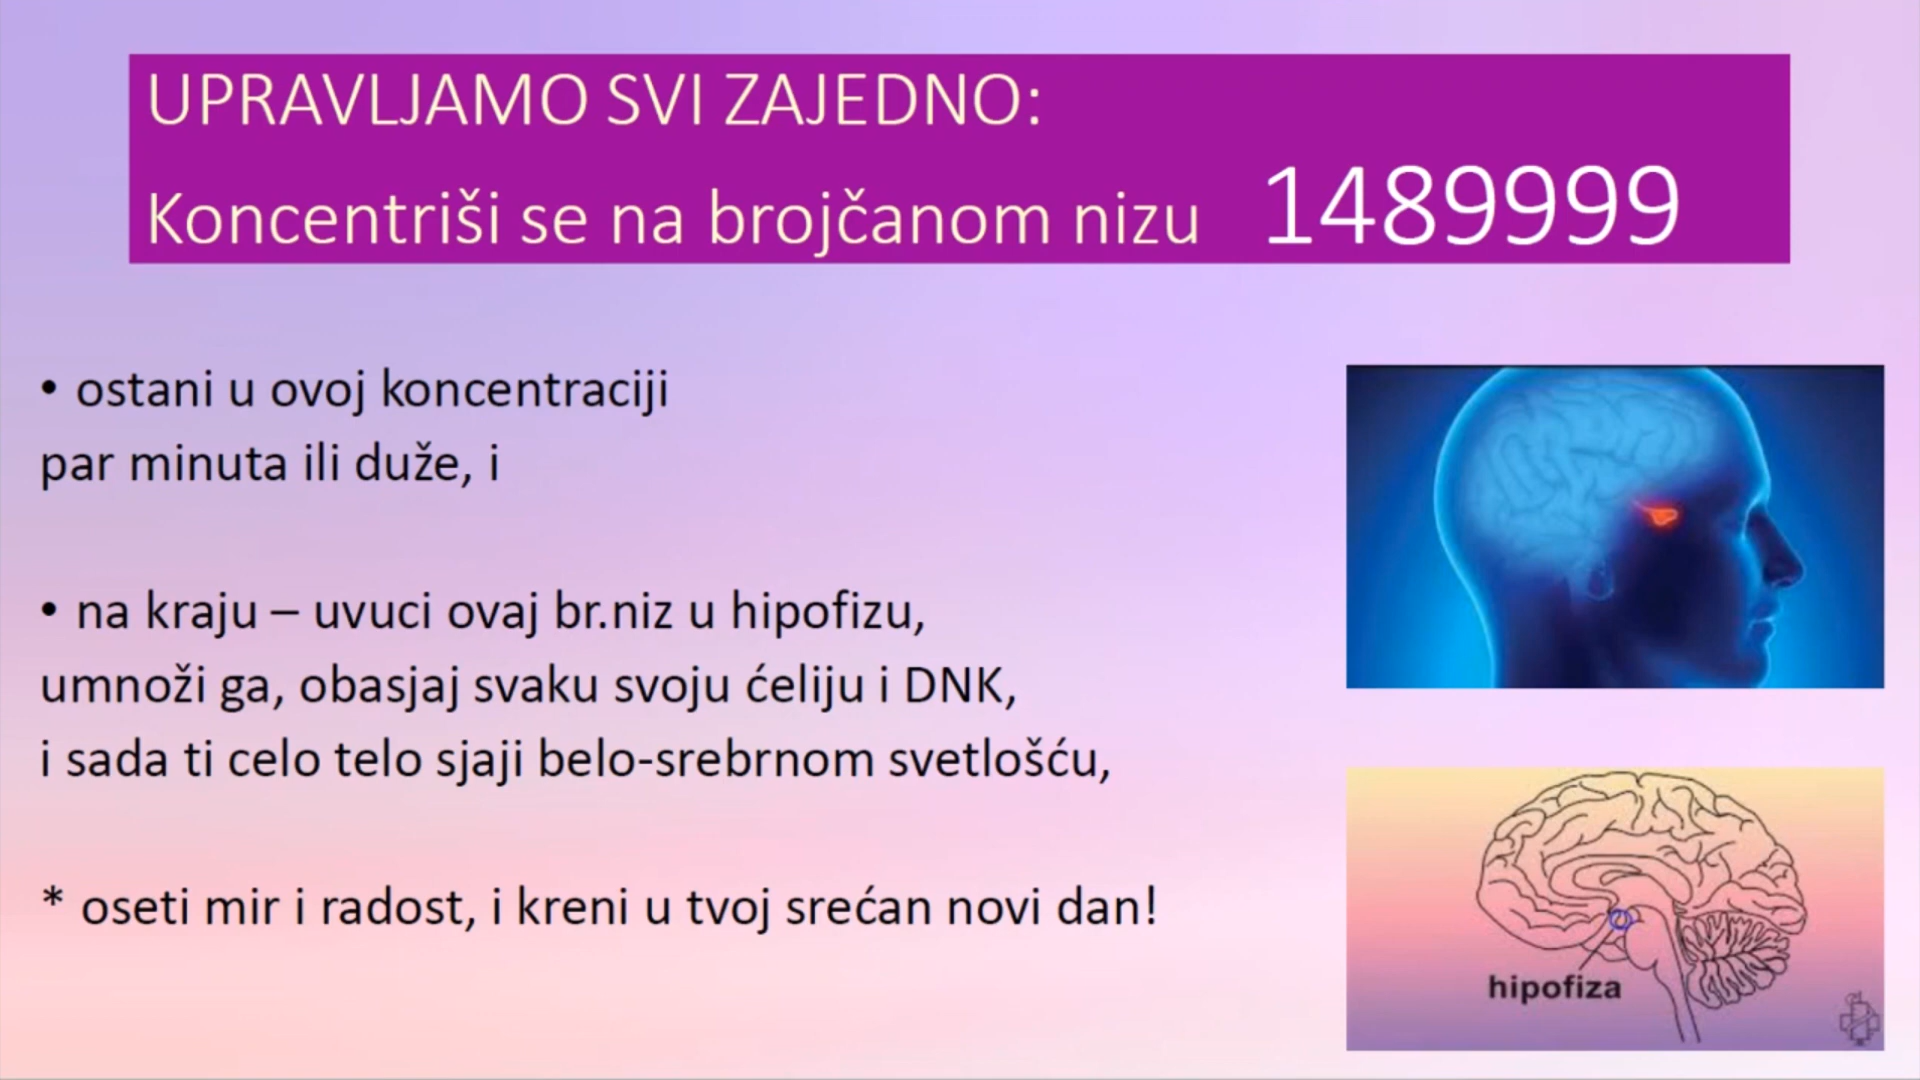 UPRAVLJAMO SVI ZAJEDNO:
Koncentriši se na brojčanom nizu 1489999
• ostani u ovoj koncentraciji
par minuta ili duže, i
• na kraju – uvuci ovaj br.niz u hipofizu,
umnoži ga, obasjaj svaku svoju ćeliju i DNK,
i sada ti celo telo sjaji belo-srebrnom svetlošću,
* oseti mir i radost, i kreni u tvoj srećan novi dan!
hipofiza